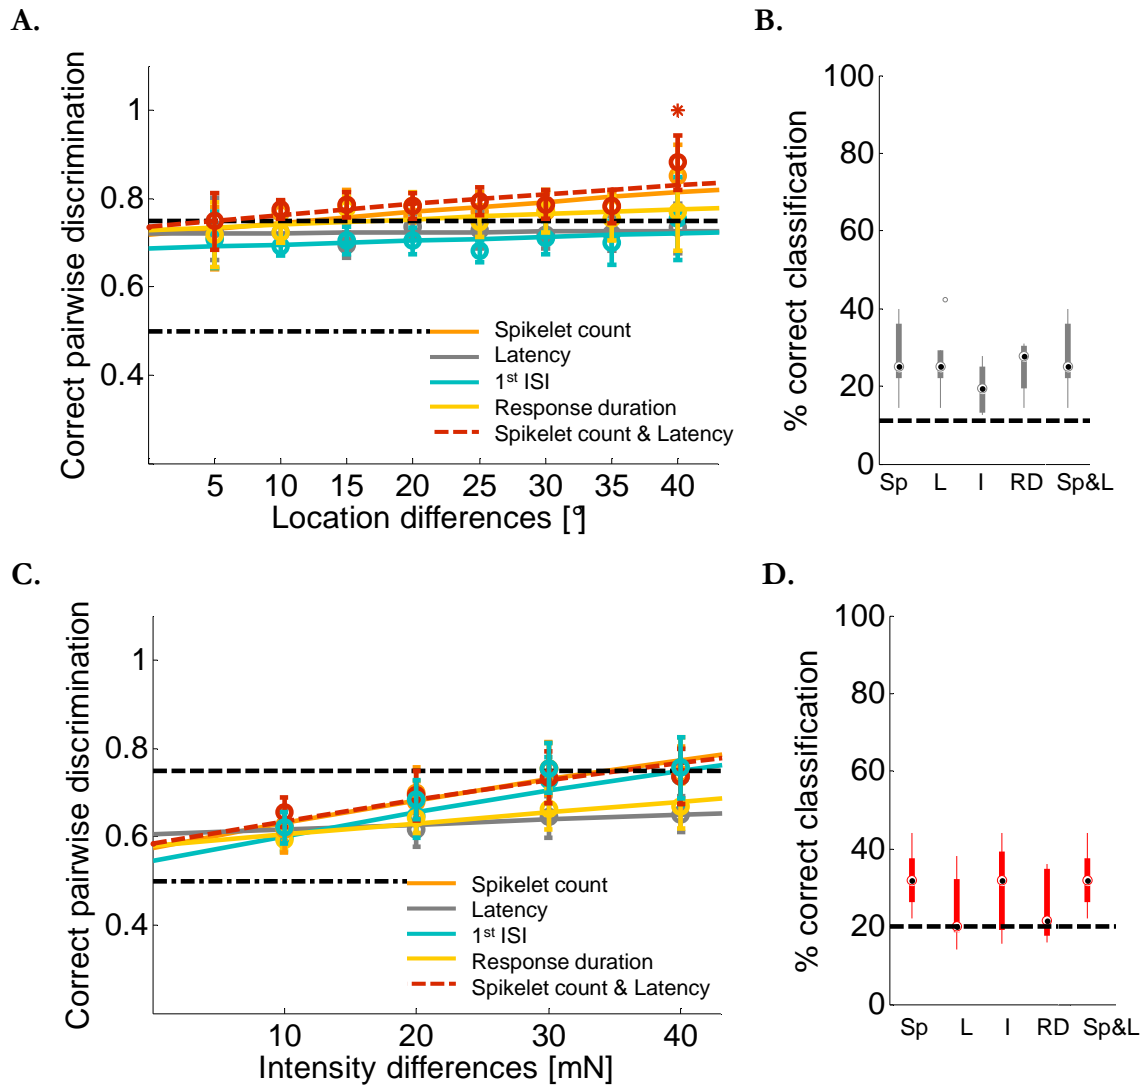 A.
Correct pairwise discrimination
1
0.8
0.6
0.4
*
Spikelet count
Latency
1st ISI
Response duration
Spikelet count & Latency
5 10 15 20 25 30 35 40
Location differences [°]
B.
% correct classification
100
80
60
40
20
0
Sp L I RD Sp&L
C.
Correct pairwise discrimination
1
0.8
0.6
0.4
Spikelet count
Latency
1st ISI
Response duration
Spikelet count & Latency
10 20 30 40
Intensity differences [mN]
D.
% correct classification
100
80
60
40
20
0
Sp L I RD Sp&L